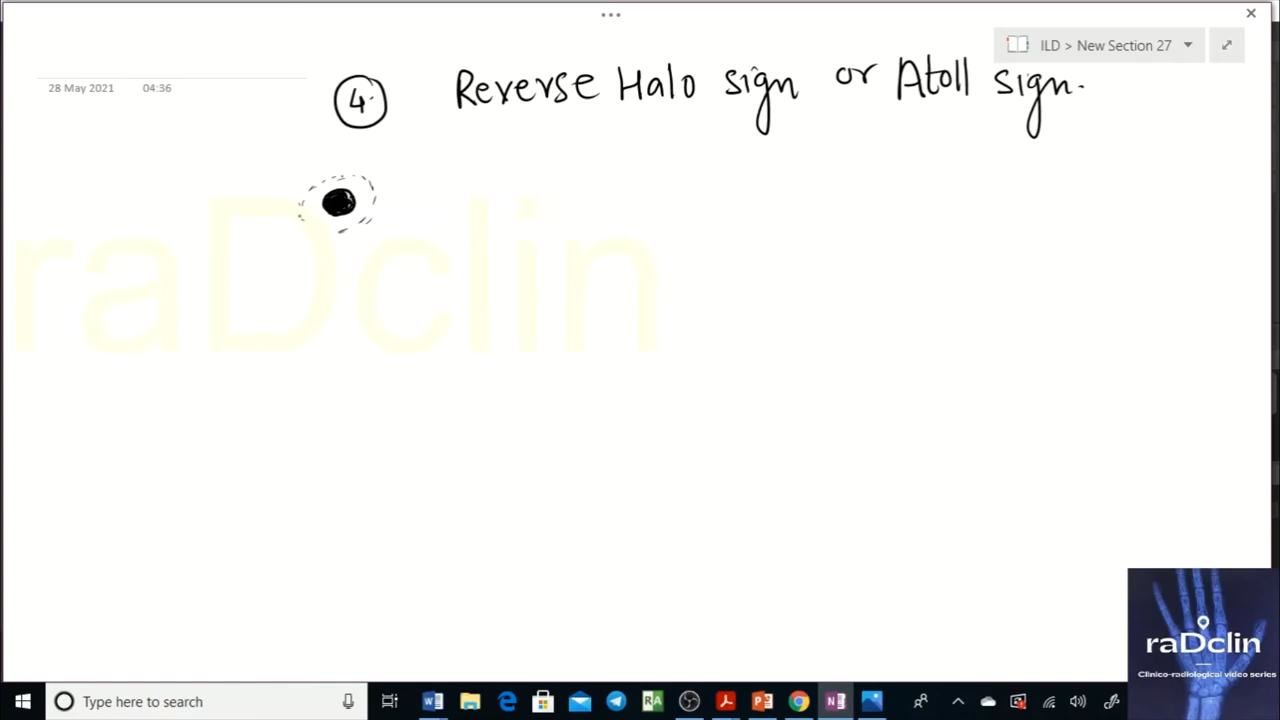 ILD > New Section 27
28 May 2021 04:36
4. Reverse Halo sign or Atoll sign.
raDclin
raDclin
Clinico-radiological video series
Type here to search